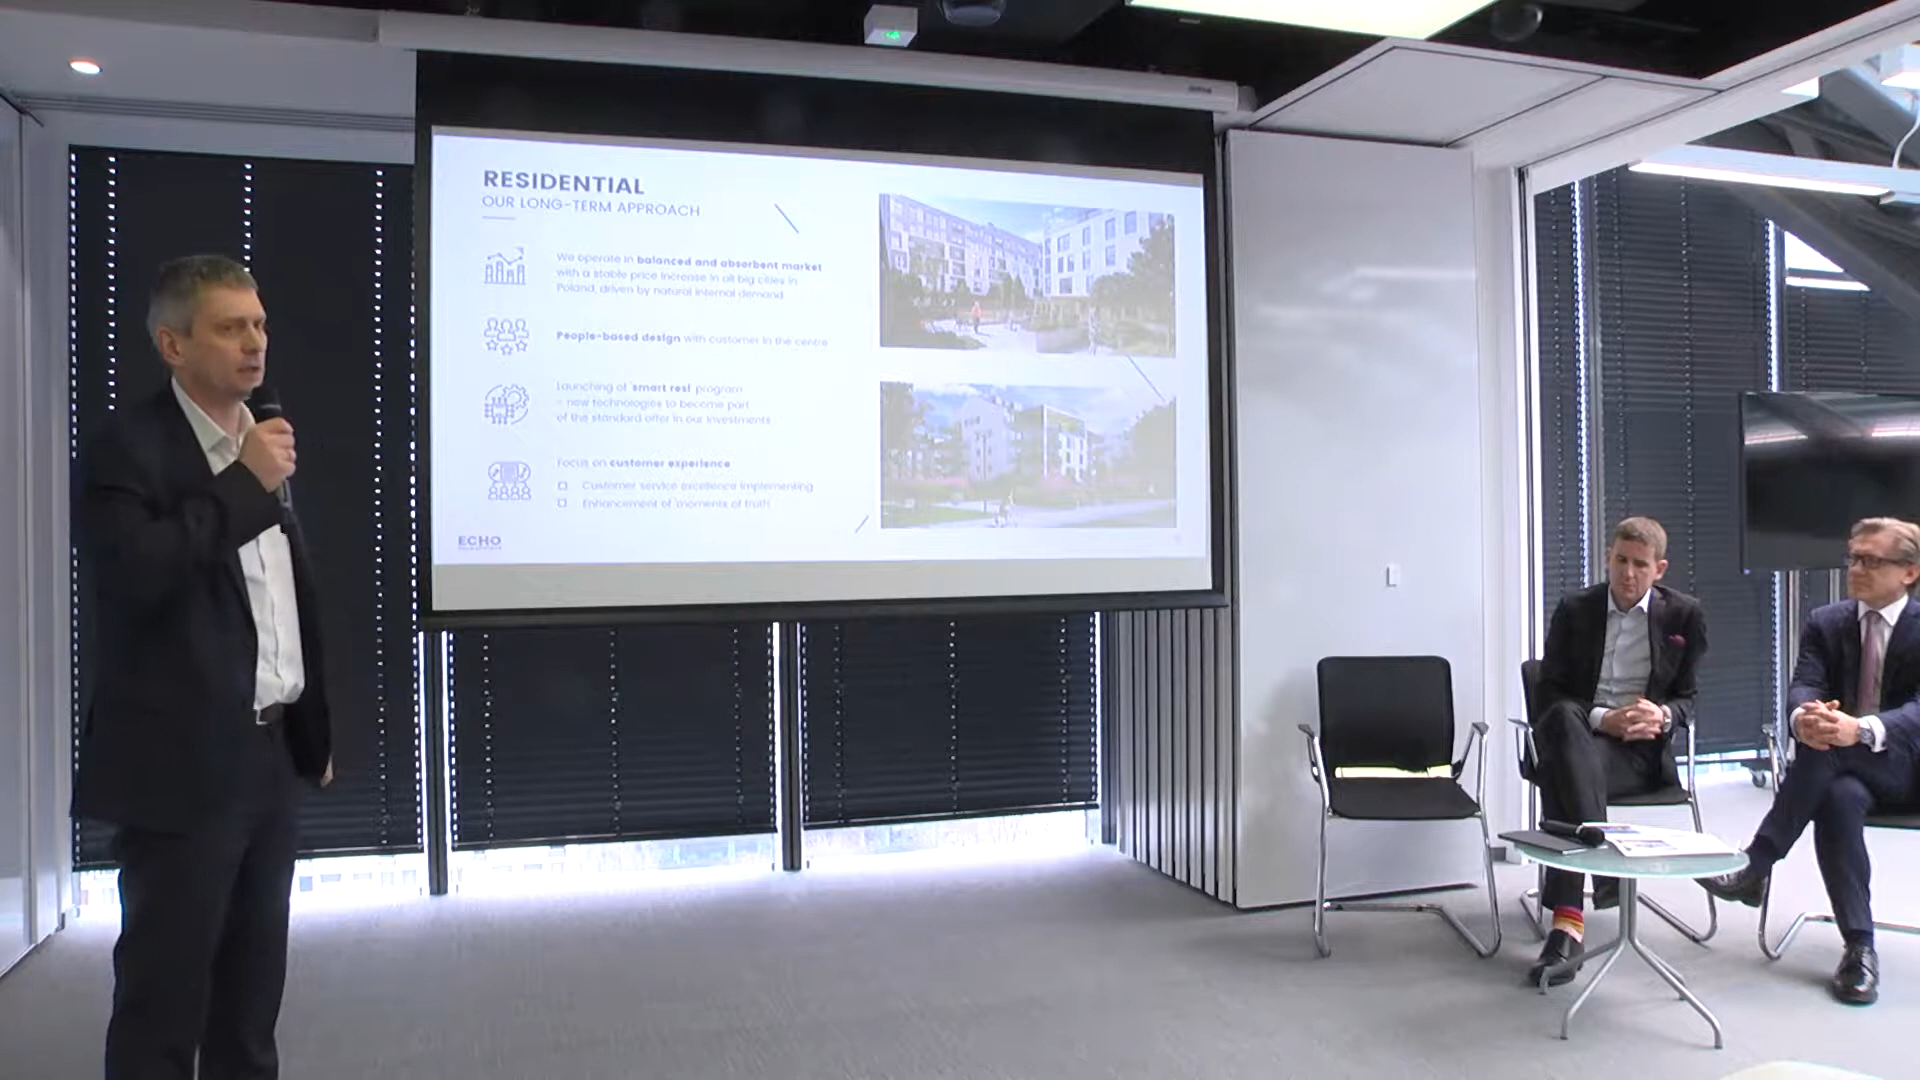 RESIDENTIAL
OUR LONG-TERM APPROACH
We operate in balanced and absorbent market
with a stable price increase in all big cities in
Poland, driven by natural internal demand
People-based design with customer in the centre
Launching of 'smart resi' program
- new technologies to become part
of the standard offer in our investments
Focus on customer experience
Customer service excellence implementing
Enhancement of 'moments of truth'
ECHO